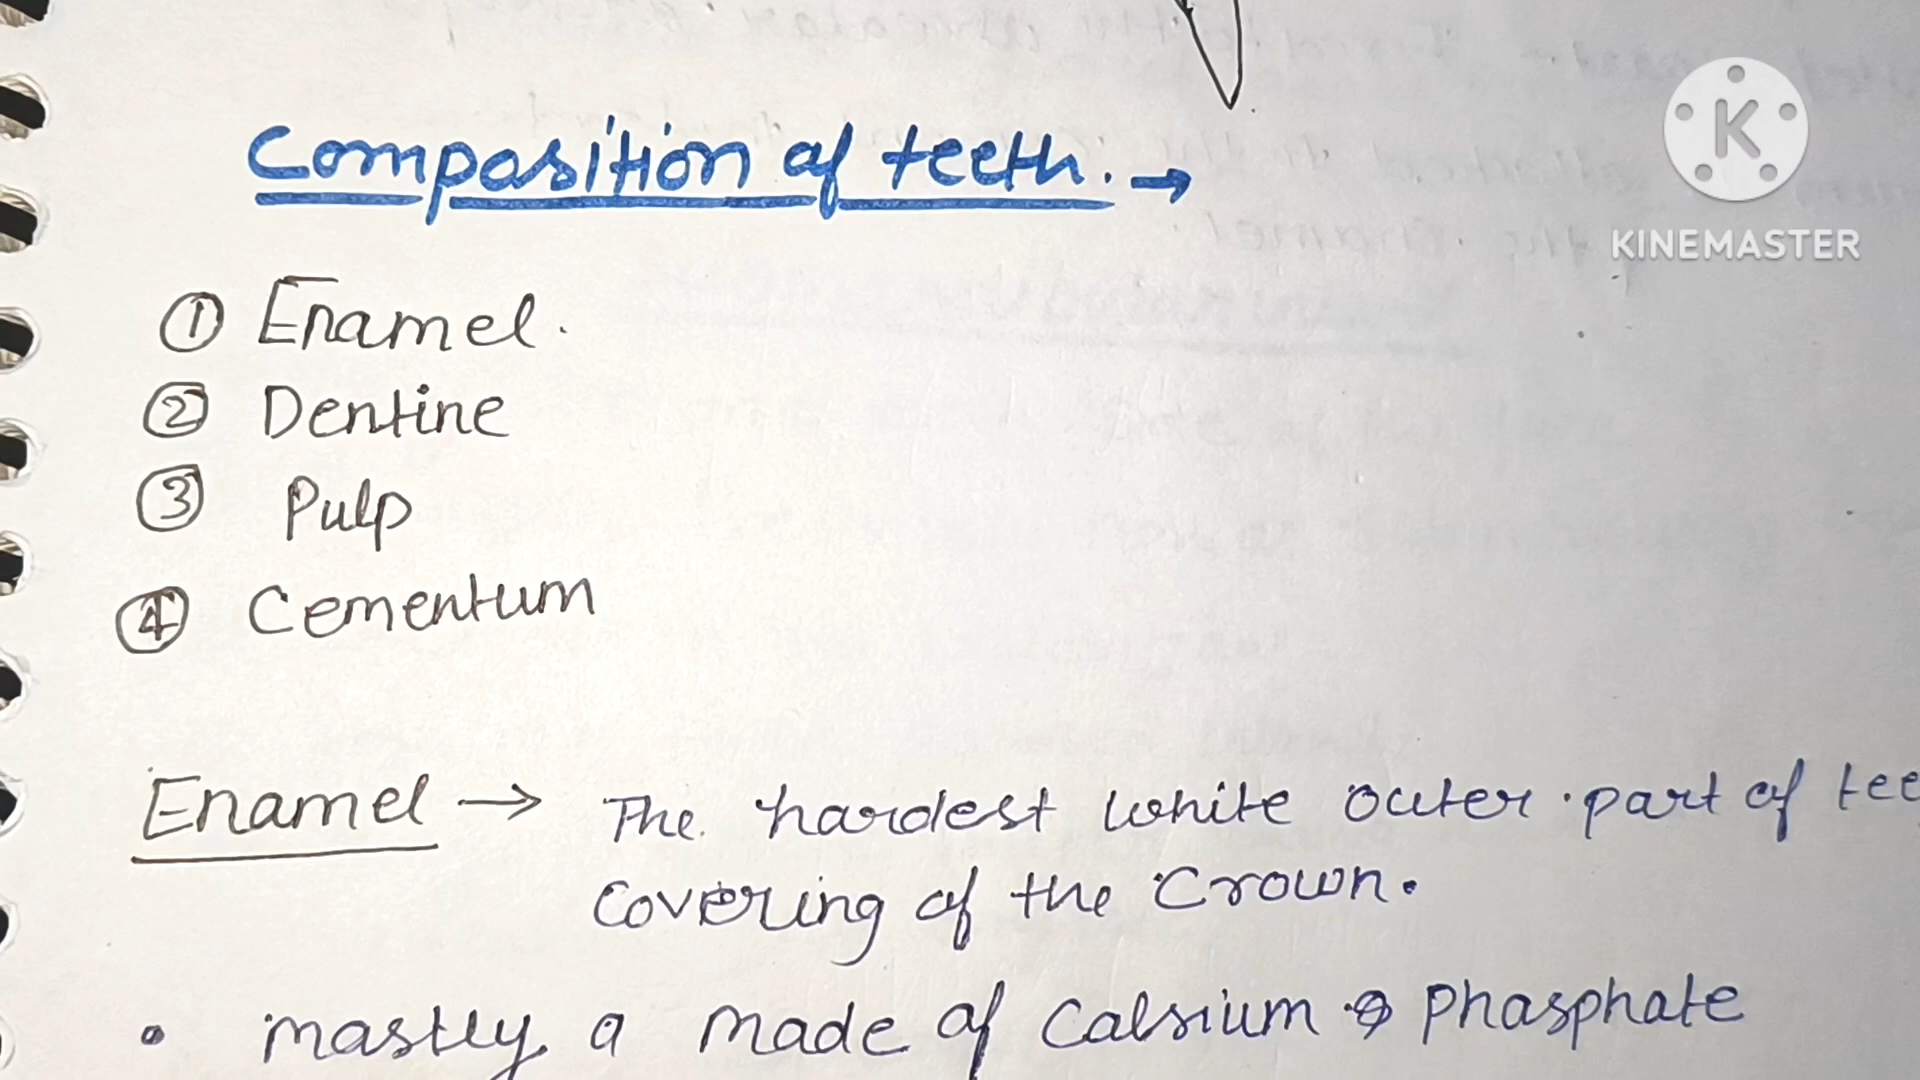 Composition of teeth. →
K
KINEMASTER
① Enamel.
② Dentine
③ Pulp
④ Cementum
Enamel → The hardest white outer part of tee
Covering of the Crown.
• mastly a made of Calsium Phasphate